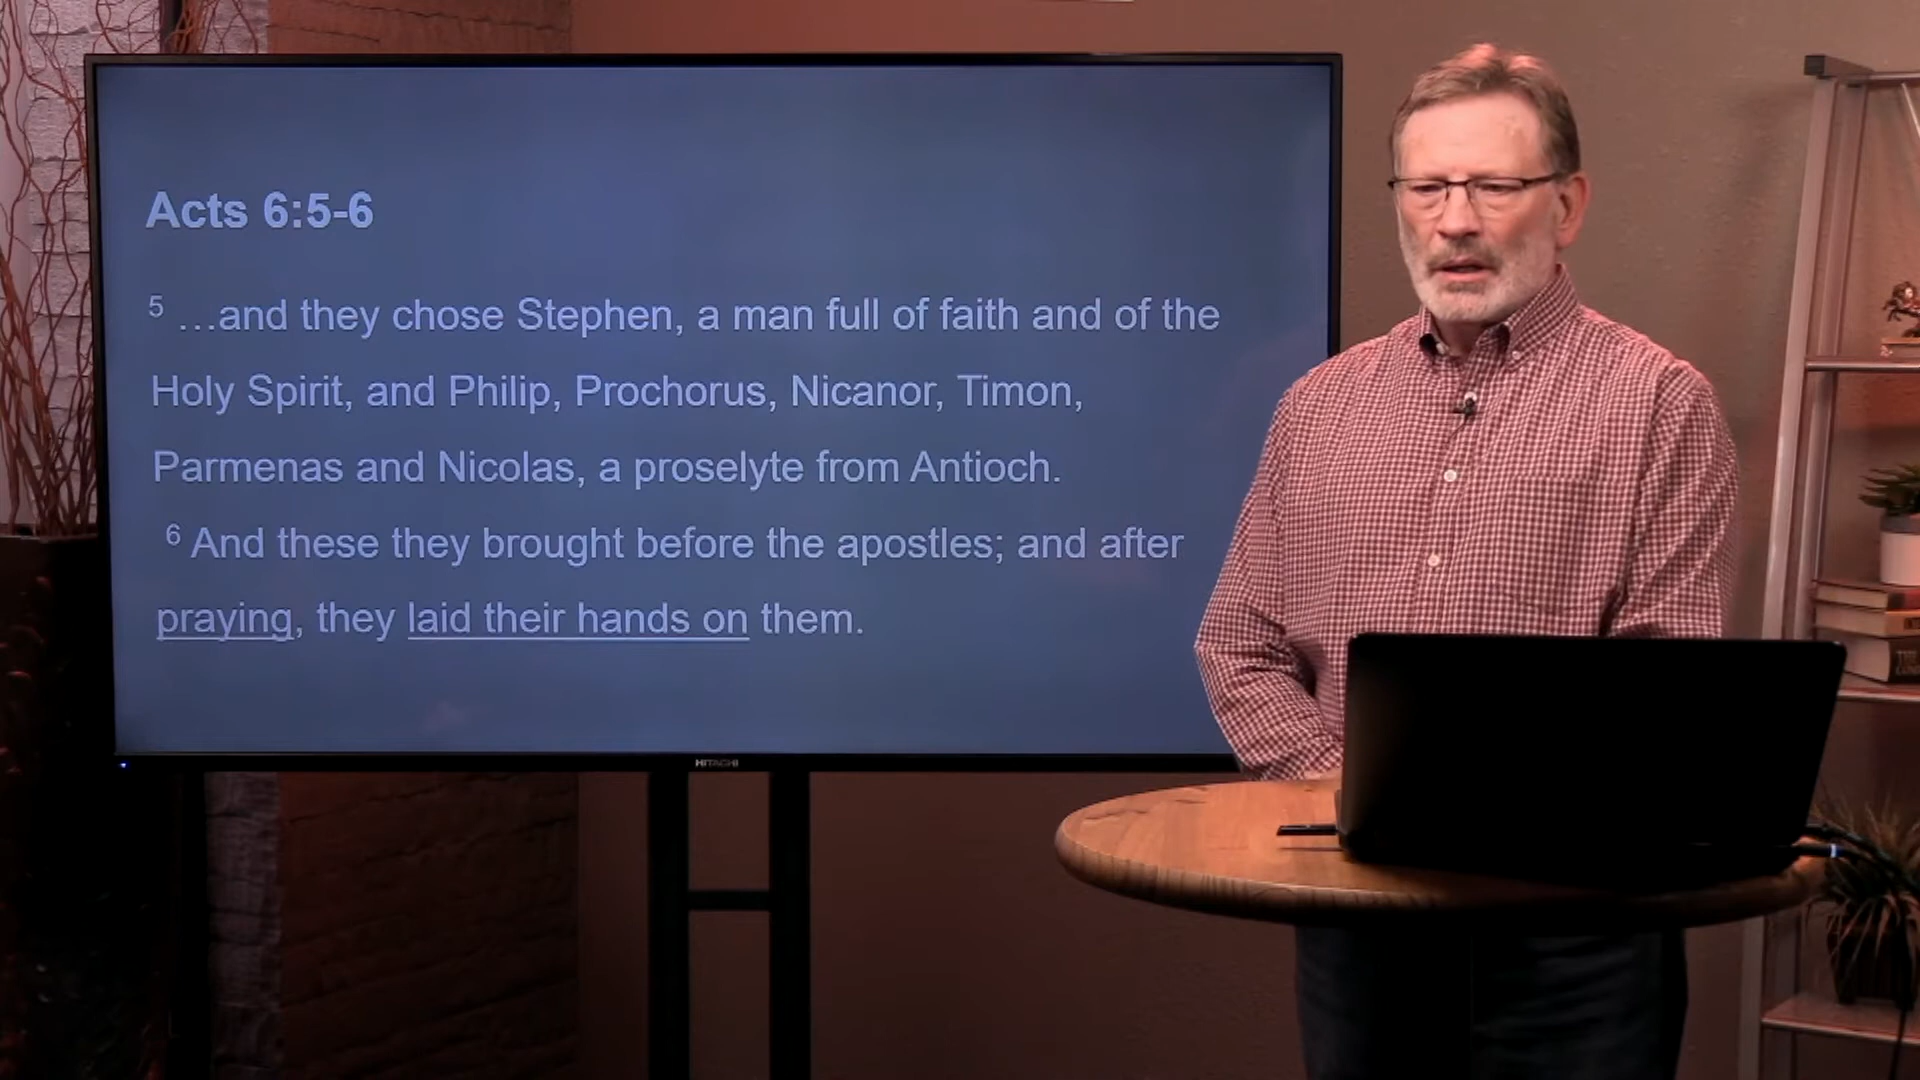 Acts 6:5-6
5 …and they chose Stephen, a man full of faith and of the
Holy Spirit, and Philip, Prochorus, Nicanor, Timon,
Parmenas and Nicolas, a proselyte from Antioch.
6 And these they brought before the apostles; and after
praying, they laid their hands on them.
HITACHI